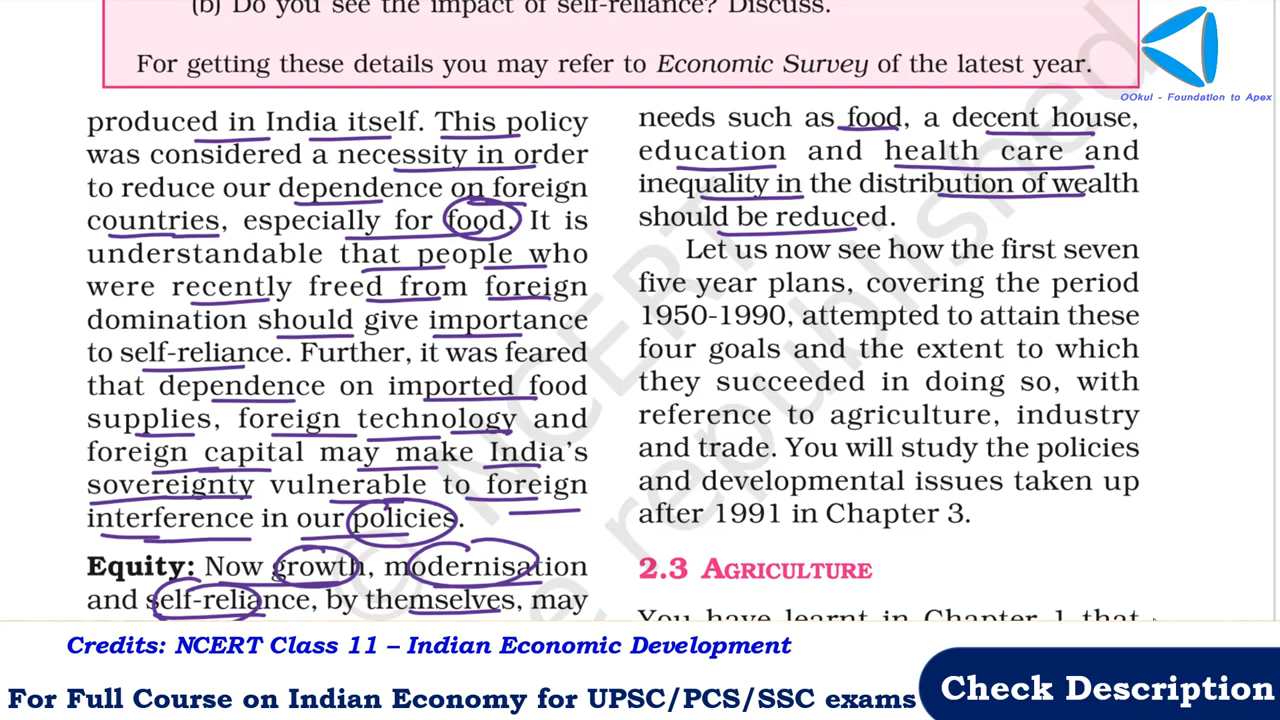 (b) Do you see the impact of self-reliance? Discuss.
For getting these details you may refer to Economic Survey of the latest year.
OOkul - Foundation to Apex
produced in India itself. This policy
was considered a necessity in order
to reduce our dependence on foreign
countries, especially for food. It is
understandable that people who
were recently freed from foreign
domination should give importance
to self-reliance. Further, it was feared
that dependence on imported food
supplies, foreign technology and
foreign capital may make India's
sovereignty vulnerable to foreign
interference in our policies.
Equity: Now growth, modernisation
and self-reliance, by themselves, may
needs such as food, a decent house,
education and health care and
inequality in the distribution of wealth
should be reduced.
Let us now see how the first seven
five year plans, covering the period
1950-1990, attempted to attain these
four goals and the extent to which
they succeeded in doing so, with
reference to agriculture, industry
and trade. You will study the policies
and developmental issues taken up
after 1991 in Chapter 3.
2.3 AGRICULTURE
You have learnt in Chapter 1 that
© NCERT
be republished
Credits: NCERT Class 11 – Indian Economic Development
For Full Course on Indian Economy for UPSC/PCS/SSC exams
Check Description